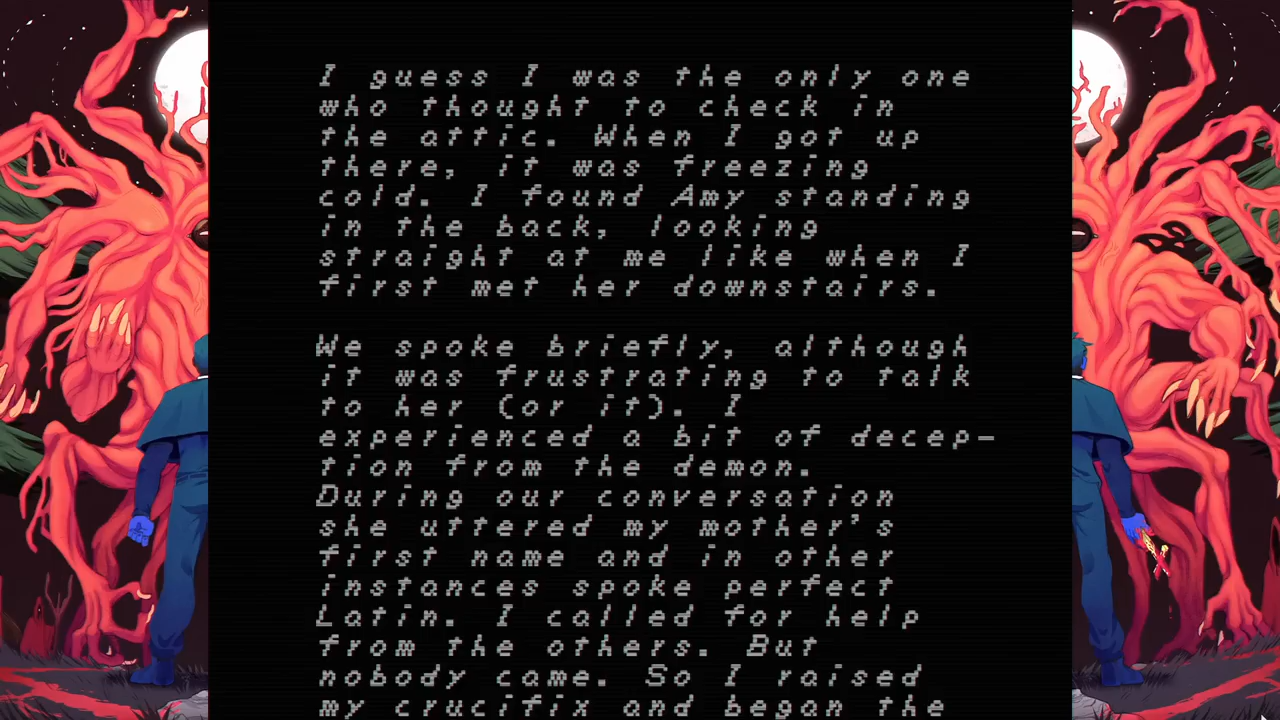 I guess I was the only one
who thought to check in
the attic. When I got up
there, it was freezing
cold. I found Amy standing
in the back, looking
straight at me like when I
first met her downstairs.
We spoke briefly, although
it was frustrating to talk
to her (or it). I
experienced a bit of decep-
tion from the demon.
During our conversation
she uttered my mother's
first name and in other
instances spoke perfect
Latin. I called for help
from the others. But
nobody came. So I raised
my crucifix and began the